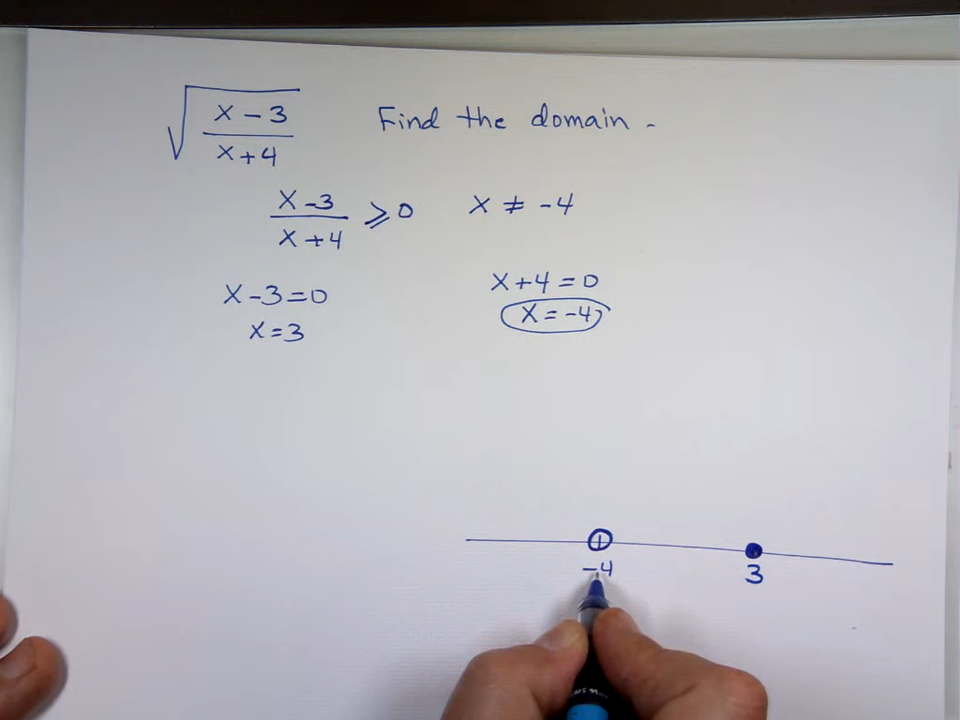 √((x-3)/(x+4)) Find the domain.
(x-3)/(x+4) ≥ 0 x ≠ -4
x-3=0 x+4=0
x=3 x=-4
-4 3